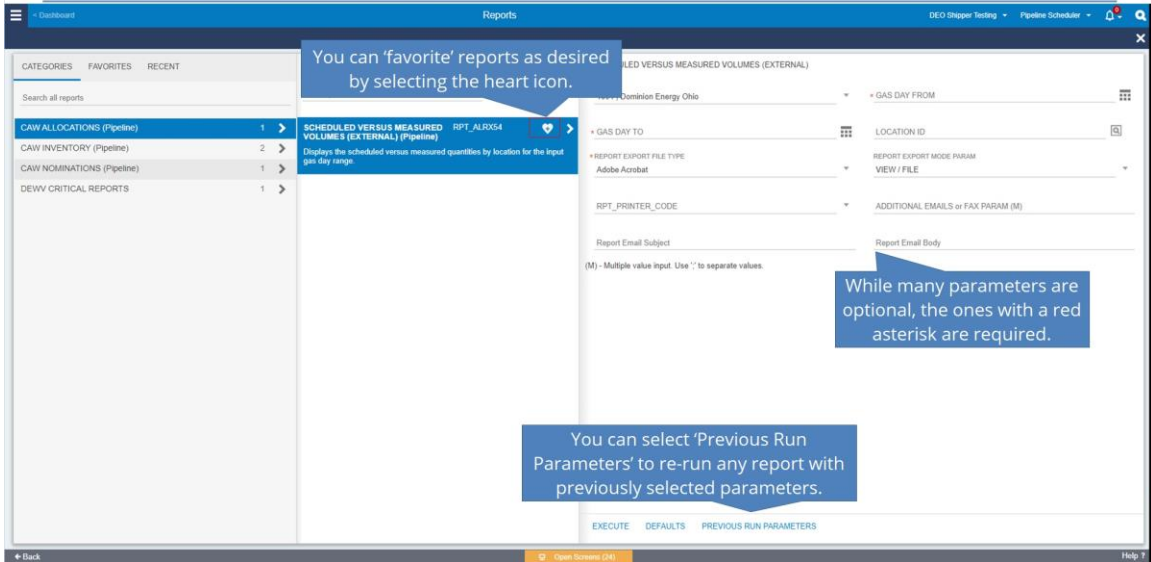 < Dashboard
Reports
DEO Shipper Testing
Pipeline Scheduler
CATEGORIES FAVORITES RECENT
Search all reports
CAW ALLOCATIONS (Pipeline) 1
CAW INVENTORY (Pipeline) 2
CAW NOMINATIONS (Pipeline) 1
DEWV CRITICAL REPORTS 1
You can ‘favorite’ reports as desired
by selecting the heart icon.
SCHEDULED VERSUS MEASURED RPT_ALRX54
VOLUMES (EXTERNAL) (Pipeline)
Displays the scheduled versus measured quantities by location for the input
gas day range.
VERSUS MEASURED VOLUMES (EXTERNAL)
Dominion Energy Ohio
* GAS DAY FROM
* GAS DAY TO
LOCATION ID
* REPORT EXPORT FILE TYPE
Adobe Acrobat
REPORT EXPORT MODE PARAM
VIEW / FILE
RPT_PRINTER_CODE
ADDITIONAL EMAILS or FAX PARAM (M)
Report Email Subject
Report Email Body
(M) - Multiple value input. Use ';' to separate values.
While many parameters are
optional, the ones with a red
asterisk are required.
You can select ‘Previous Run
Parameters’ to re-run any report with
previously selected parameters.
EXECUTE DEFAULTS PREVIOUS RUN PARAMETERS
Back
Open Screens (24)
Help ?